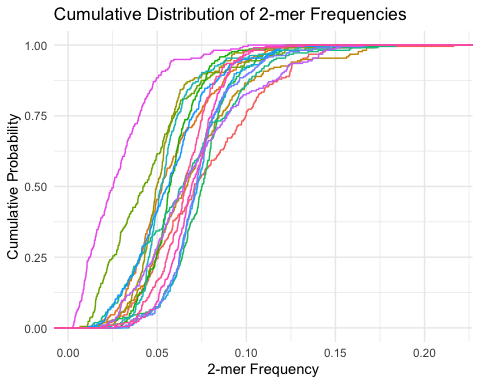 Cumulative Distribution of 2-mer Frequencies
Cumulative Probability
1.00
0.75
0.50
0.25
0.00
0.00 0.05 0.10 0.15 0.20
2-mer Frequency